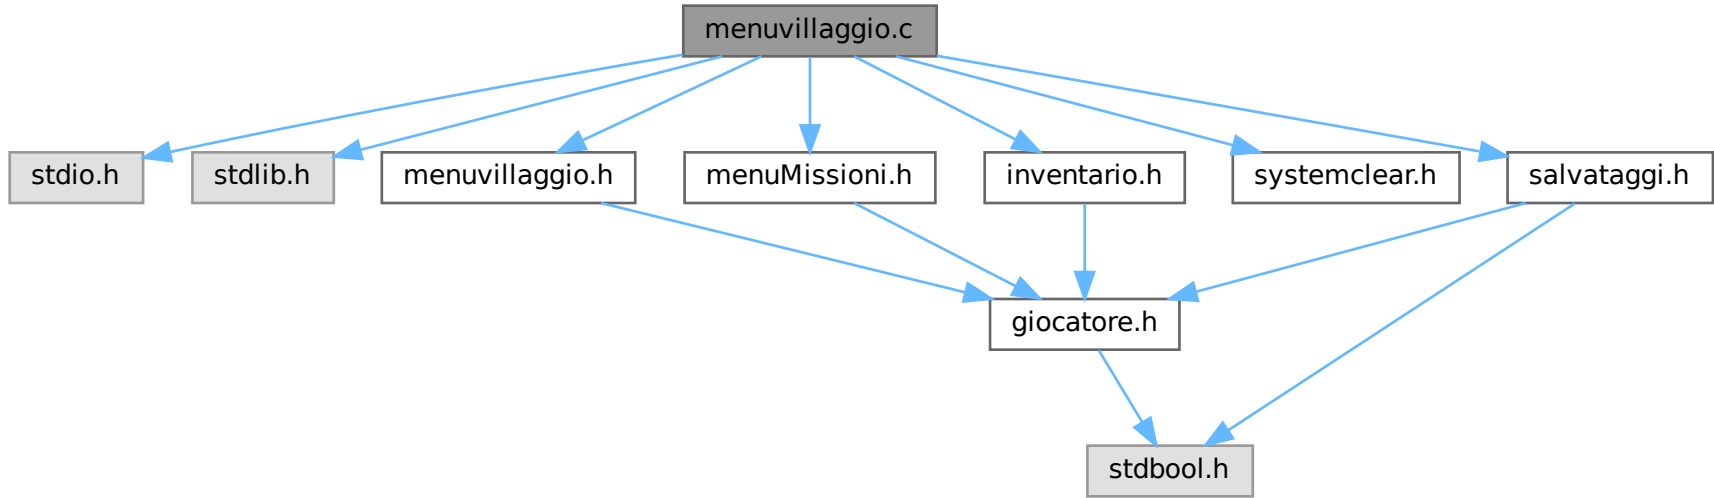 menuvillaggio.c
stdio.h
stdlib.h
menuvillaggio.h
menuMissioni.h
inventario.h
systemclear.h
salvataggi.h
giocatore.h
stdbool.h